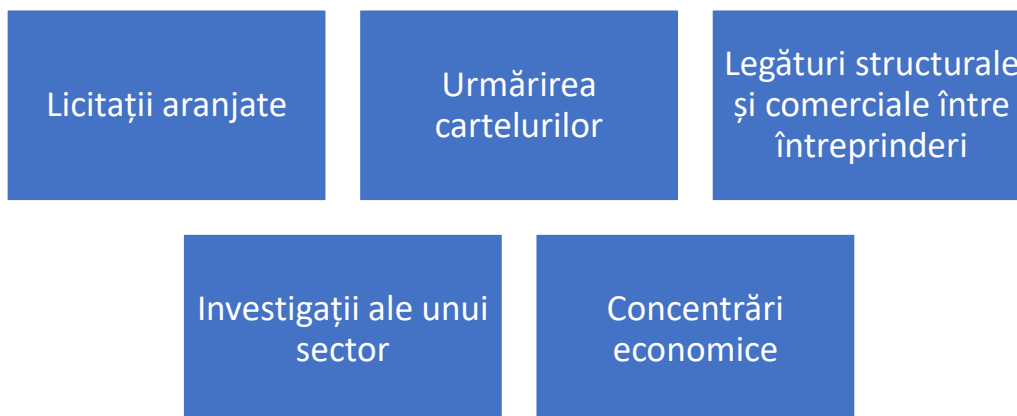 Licitații aranjate
Urmărirea
cartelurilor
Legături structurale
și comerciale între
întreprinderi
Investigații ale unui
sector
Concentrări
economice